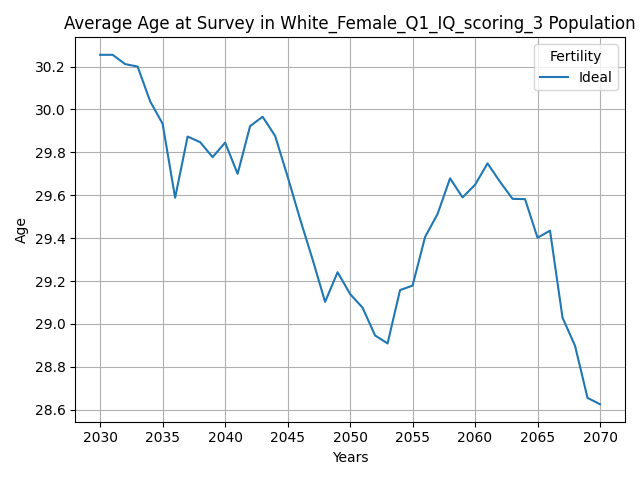 Average Age at Survey in White_Female_Q1_IQ_scoring_3 Population
Fertility
Ideal
30.2
30.0
29.8
29.6
29.4
29.2
29.0
28.8
28.6
Age
2030 2035 2040 2045 2050 2055 2060 2065 2070
Years